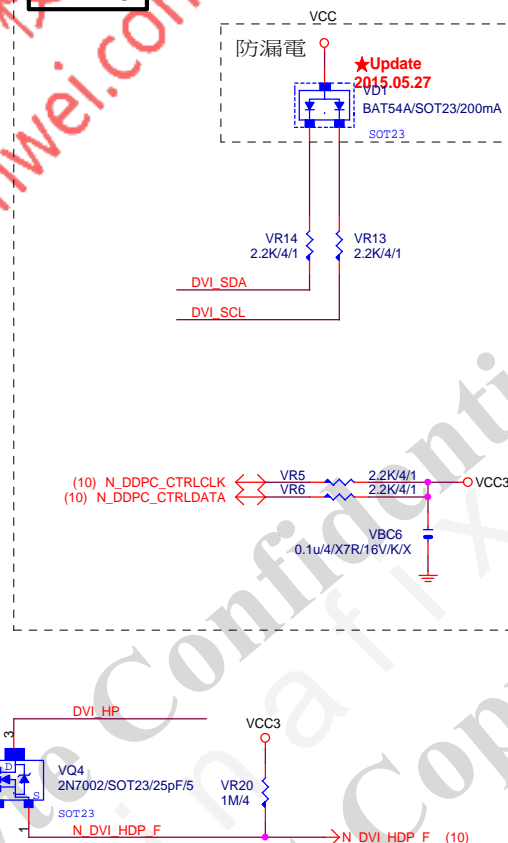 VCC
防漏電
★Update
2015.05.27
VD1
BAT54A/SOT23/200mA
SOT23
VR14
2.2K/4/1
VR13
2.2K/4/1
DVI_SDA
DVI_SCL
(10) N_DDPC_CTRLCLK
VR5
2.2K/4/1
VCC3
(10) N_DDPC_CTRLDATA
VR6
2.2K/4/1
VBC6
0.1u/4/X7R/16V/K/X
DVI_HP
VCC3
3
D
S
VQ4
2N7002/SOT23/25pF/5
SOT23
VR20
1M/4
1
N_DVI_HDP_F
N_DVI_HDP_F (10)